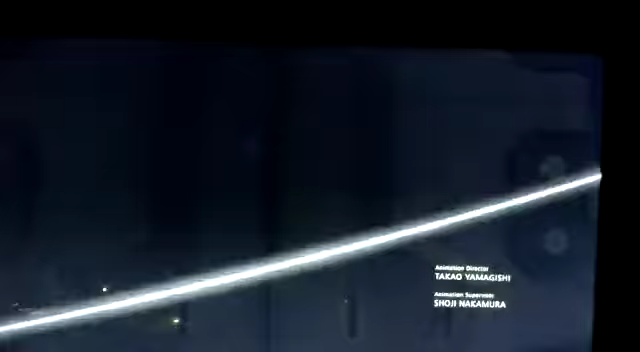 Animation Director
TAKAO YAMAGISHI
Animation Supervisor
SHOJI NAKAMURA